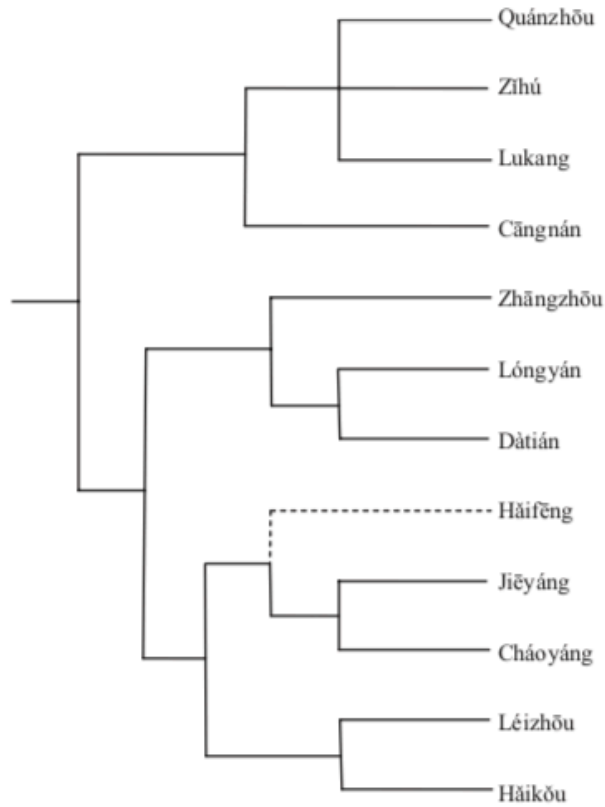 Quánzhōu
Zǐhú
Lukang
Cāngnán
Zhāngzhōu
Lóngyán
Dàtián
Hǎifēng
Jiēyáng
Cháoyáng
Léizhōu
Hǎikǒu